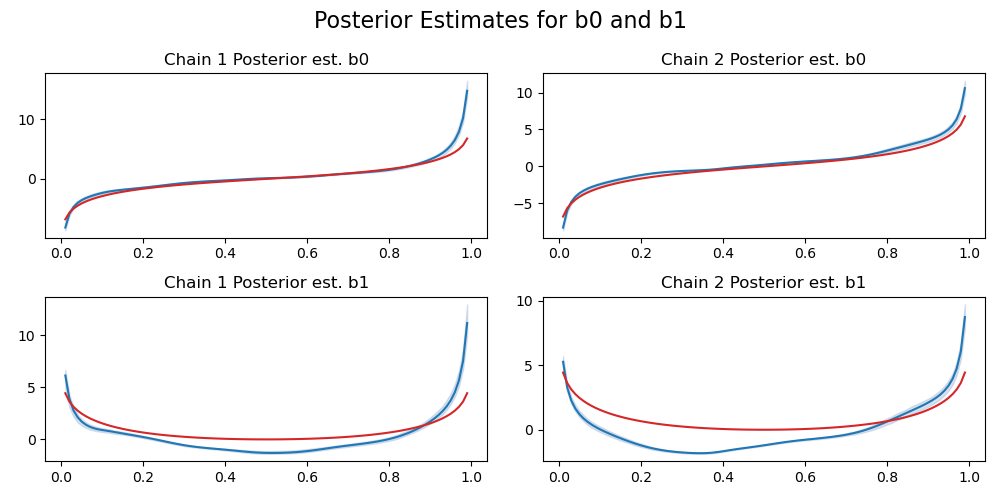 Posterior Estimates for b0 and b1
Chain 1 Posterior est. b0
10
0
0.0 0.2 0.4 0.6 0.8 1.0
Chain 2 Posterior est. b0
10
5
0
−5
0.0 0.2 0.4 0.6 0.8 1.0
Chain 1 Posterior est. b1
10
5
0
0.0 0.2 0.4 0.6 0.8 1.0
Chain 2 Posterior est. b1
10
5
0
0.0 0.2 0.4 0.6 0.8 1.0